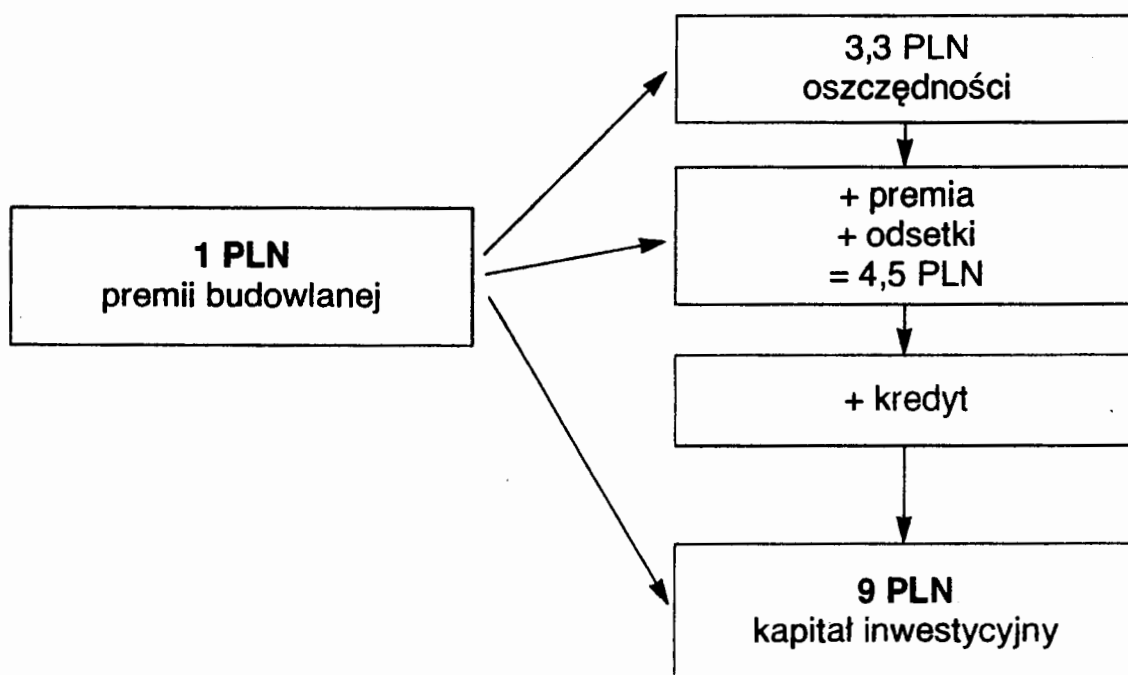 1 PLN
premii budowlanej
3,3 PLN
oszczędności
+ premia
+ odsetki
= 4,5 PLN
+ kredyt
9 PLN
kapitał inwestycyjny